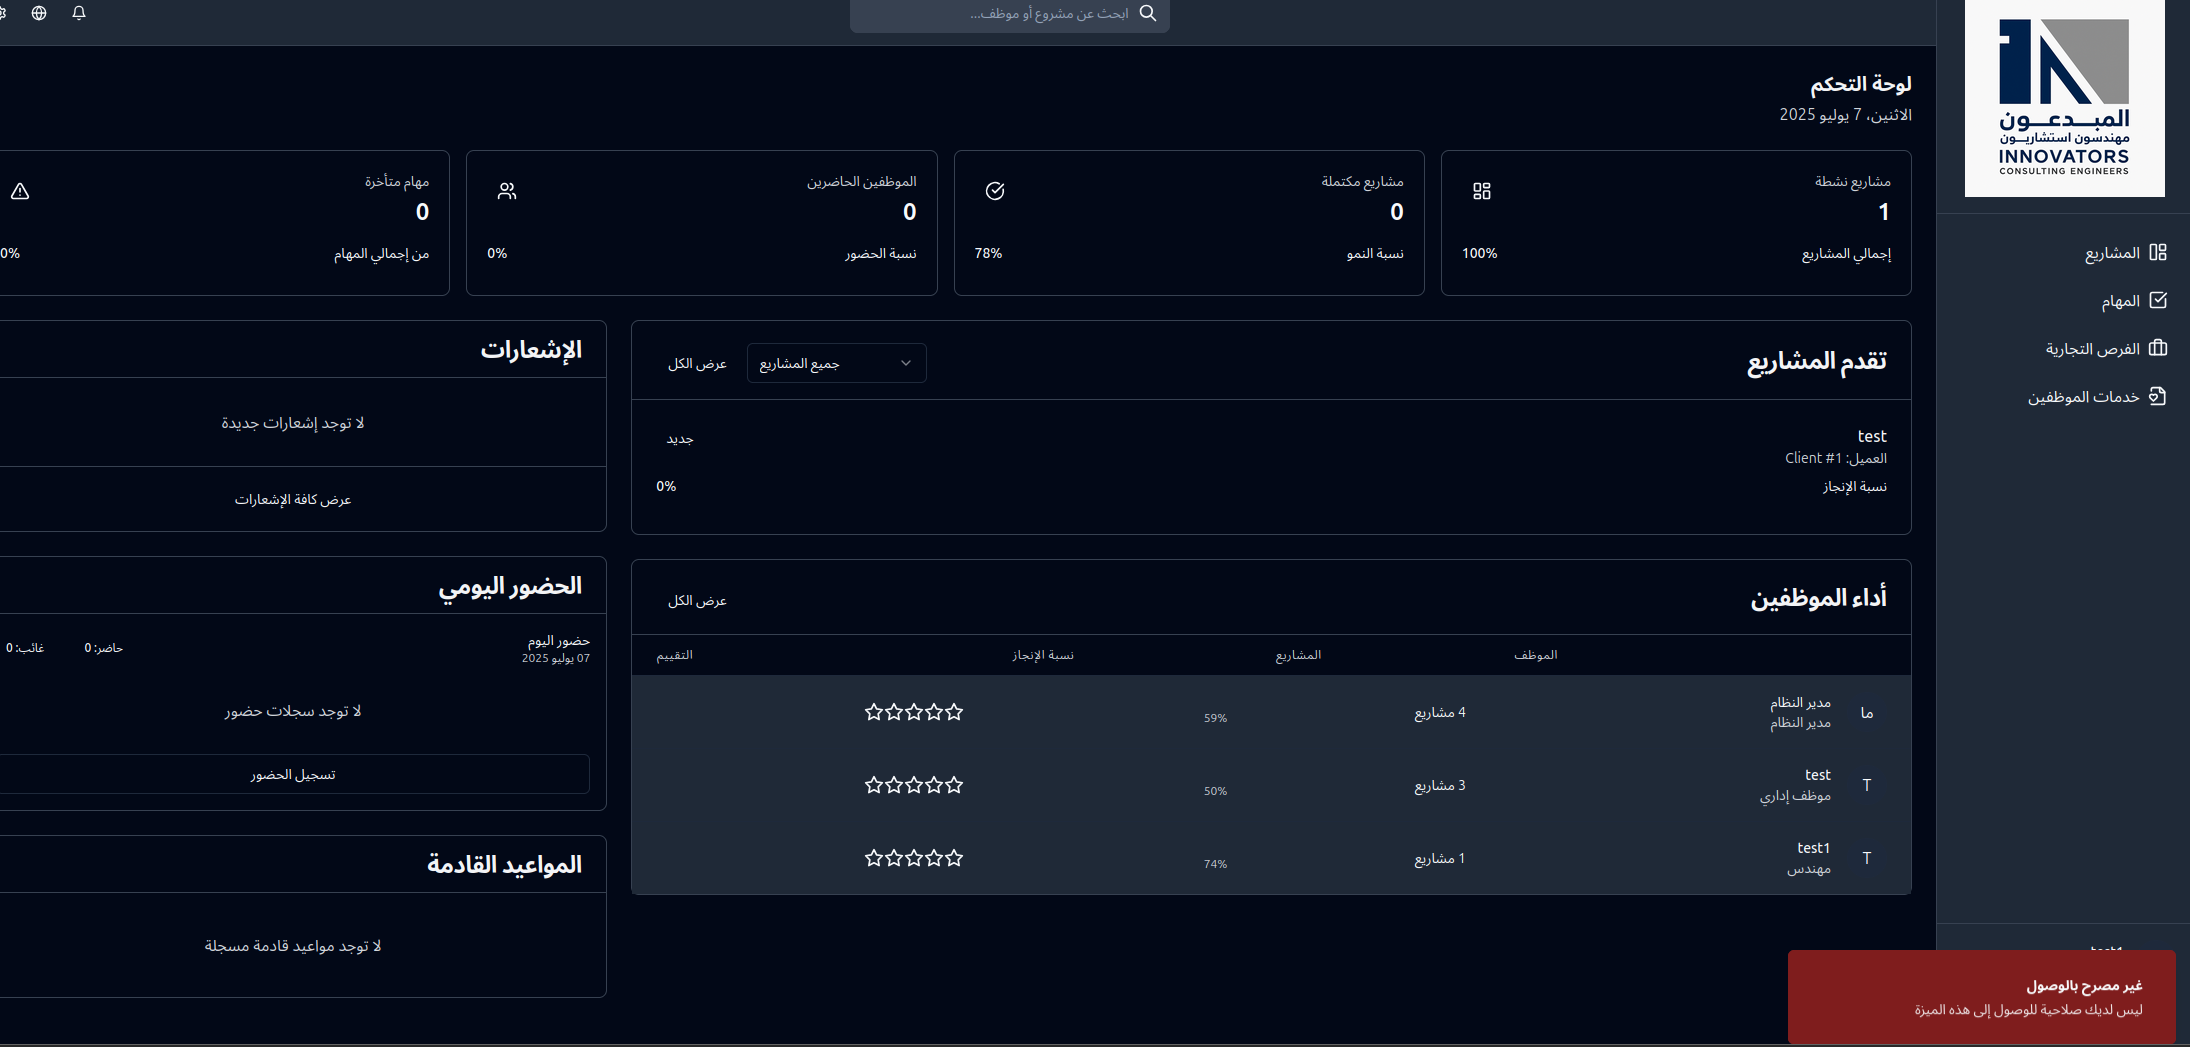 ابحث عن مشروع أو موظف...
المبدعون
مهندسون استشاريون
INNOVATORS
CONSULTING ENGINEERS
المشاريع
المهام
الفرص التجارية
خدمات الموظفين
لوحة التحكم
الاثنين، 7 يوليو 2025
مشاريع نشطة
1
إجمالي المشاريع
100%
مشاريع مكتملة
0
نسبة النمو
78%
الموظفين الحاضرين
0
نسبة الحضور
0%
مهام متأخرة
0
من إجمالي المهام
0%
تقدم المشاريع
جميع المشاريع
عرض الكل
test
جديد
العميل: Client #1
نسبة الإنجاز
0%
أداء الموظفين
عرض الكل
الموظف
المشاريع
نسبة الإنجاز
التقييم
ما
مدير النظام
مدير النظام
4 مشاريع
59%
T
test
موظف إداري
3 مشاريع
50%
T
test1
مهندس
1 مشاريع
74%
الإشعارات
لا توجد إشعارات جديدة
عرض كافة الإشعارات
الحضور اليومي
حضور اليوم
07 يوليو 2025
حاضر: 0
غائب: 0
لا توجد سجلات حضور
تسجيل الحضور
المواعيد القادمة
لا توجد مواعيد قادمة مسجلة
test1
غير مصرح بالوصول
ليس لديك صلاحية للوصول إلى هذه الميزة